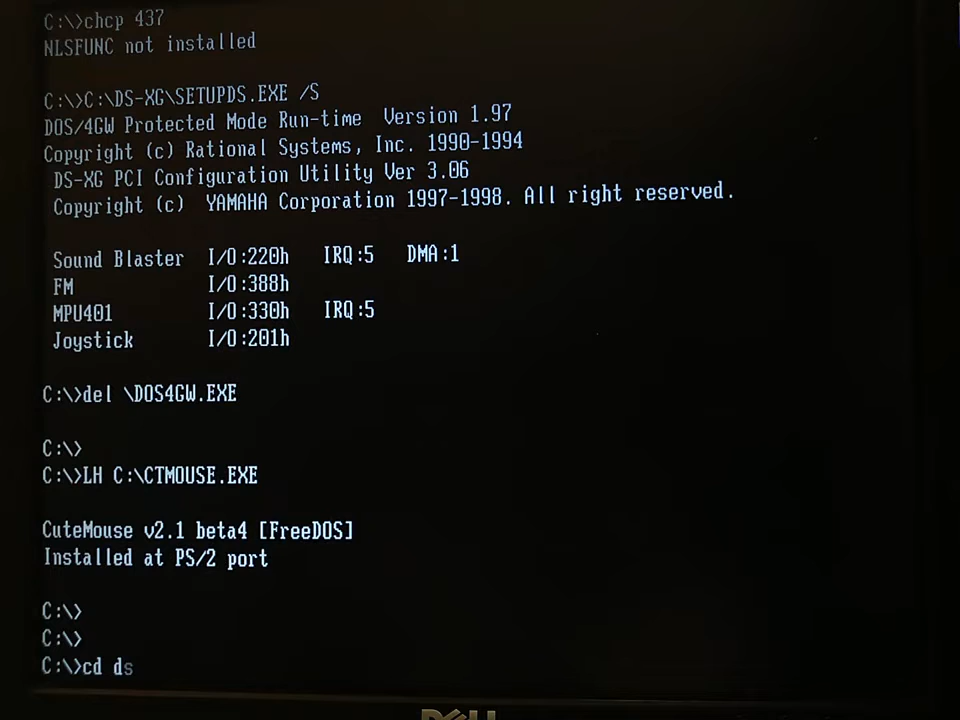 C:\>chcp 437
NLSFUNC not installed
C:\>C:\DS-XG\SETUPDS.EXE /S
DOS/4GW Protected Mode Run-time Version 1.97
Copyright (c) Rational Systems, Inc. 1990-1994
DS-XG PCI Configuration Utility Ver 3.06
Copyright (c) YAMAHA Corporation 1997-1998. All right reserved.
Sound Blaster I/O:220h IRQ:5 DMA:1
FM I/O:388h
MPU401 I/O:330h IRQ:5
Joystick I/O:201h
C:\>del \DOS4GW.EXE
C:\>
C:\>LH C:\CTMOUSE.EXE
CuteMouse v2.1 beta4 [FreeDOS]
Installed at PS/2 port
C:\>
C:\>
C:\>cd ds
DELL